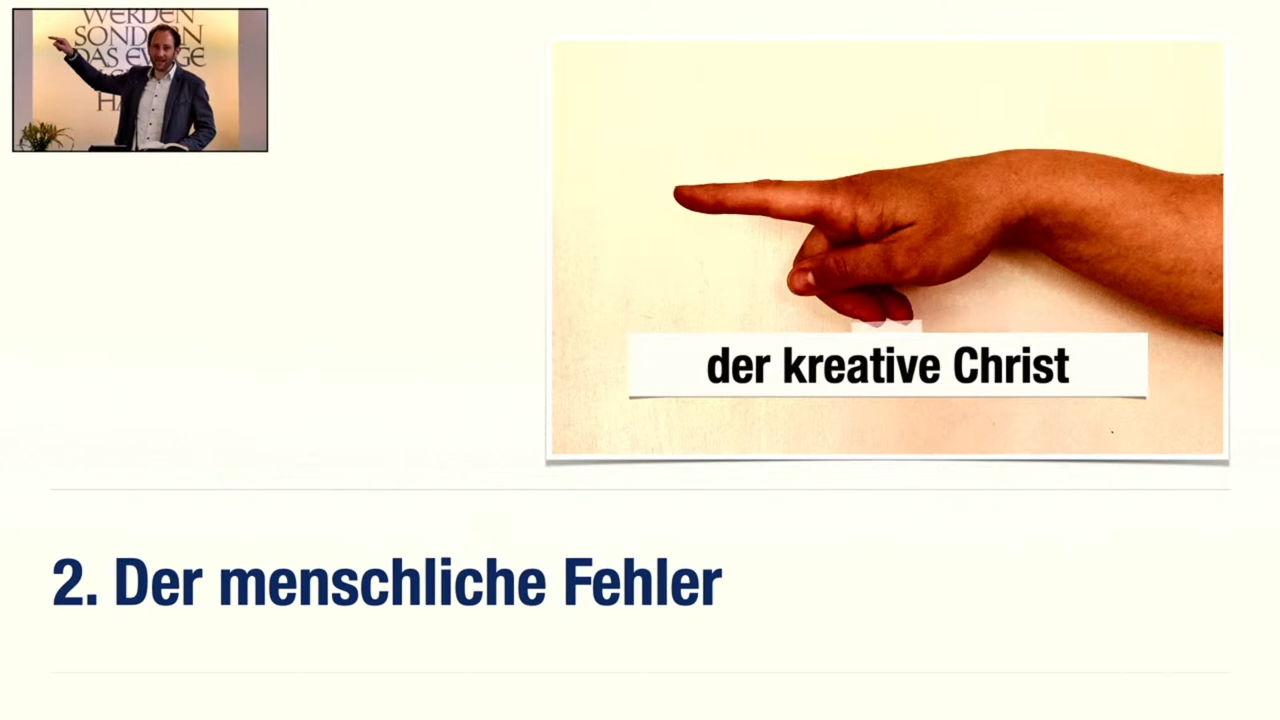 WERDEN
SONDERN
DAS EWIGE
der kreative Christ
2. Der menschliche Fehler